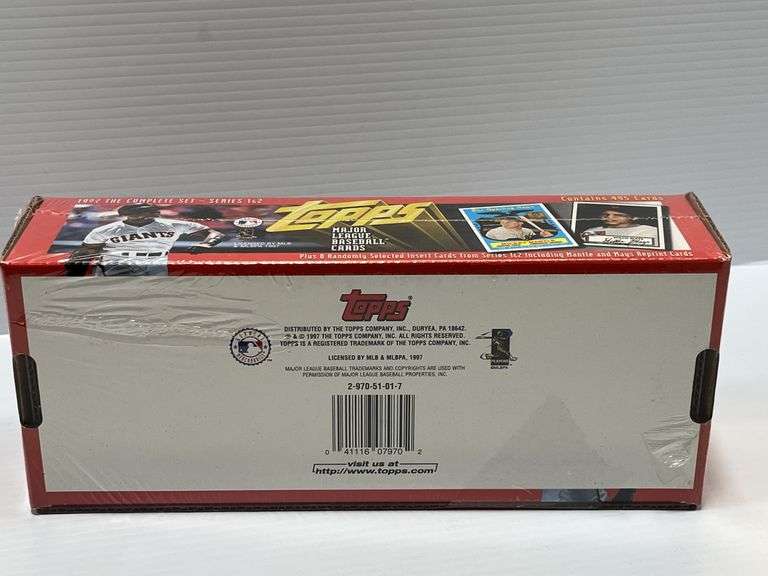 1997 THE COMPLETE SET - SERIES 1&2
Contains 495 Cards
GIANTS
Topps
MAJOR
LEAGUE
BASEBALL
CARDS
Plus 8 Randomly Selected Insert Cards from Series 1&2 Including Mantle and Mays Reprint Cards
Topps
DISTRIBUTED BY THE TOPPS COMPANY, INC., DURYEA, PA 18642.
® & © 1997 THE TOPPS COMPANY, INC. ALL RIGHTS RESERVED.
TOPPS IS A REGISTERED TRADEMARK OF THE TOPPS COMPANY, INC.
LICENSED BY MLB & MLBPA, 1997
MAJOR LEAGUE BASEBALL TRADEMARKS AND COPYRIGHTS ARE USED WITH
PERMISSION OF MAJOR LEAGUE BASEBALL PROPERTIES, INC.
2-970-51-01-7
0 41116 07970 2
visit us at
http://www.topps.com